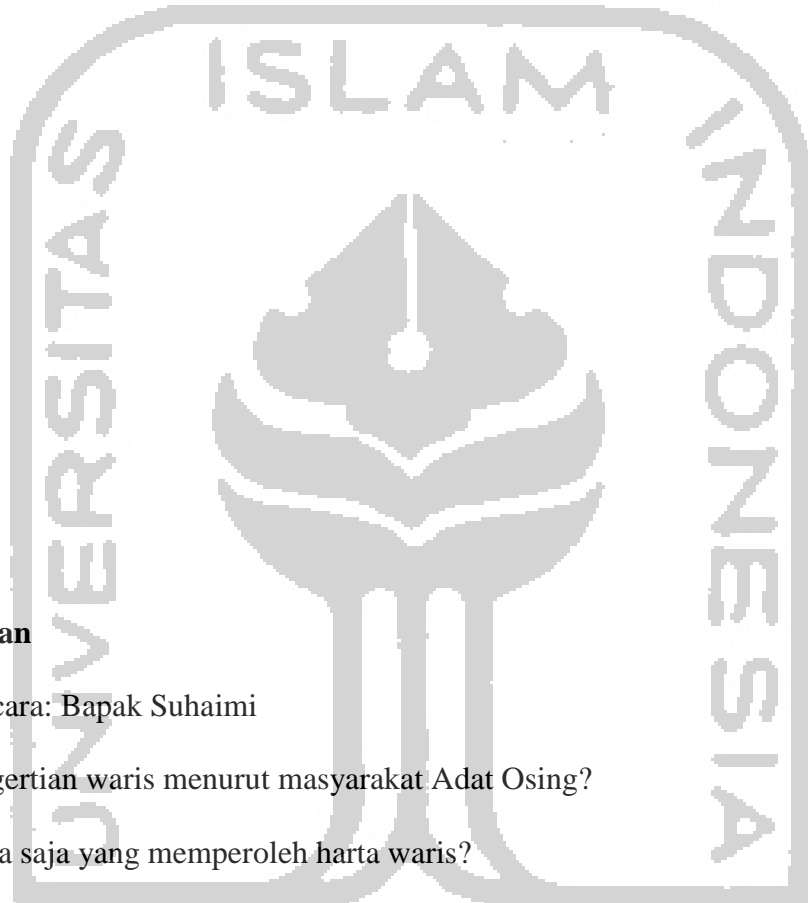 ISLAM
UNIVERSITAS
INDONESIA
an
cara: Bapak Suhaimi
gertian waris menurut masyarakat Adat Osing?
a saja yang memperoleh harta waris?